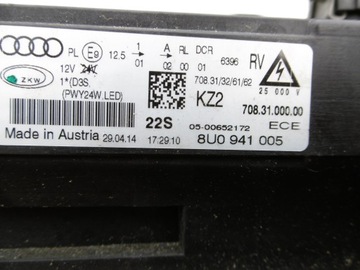 PL E9 12.5 1 A RL DCR 6396 RV
01 02 00 01
ZKW 12V 24V
708.31/32/61/62
25 000 V
1*(D3S,
(PWY24W.LED)
KZ2 708.31.000.00
22S 05-00652172 ECE
Made in Austria 29.04.14 17:29:10 8U0 941 005